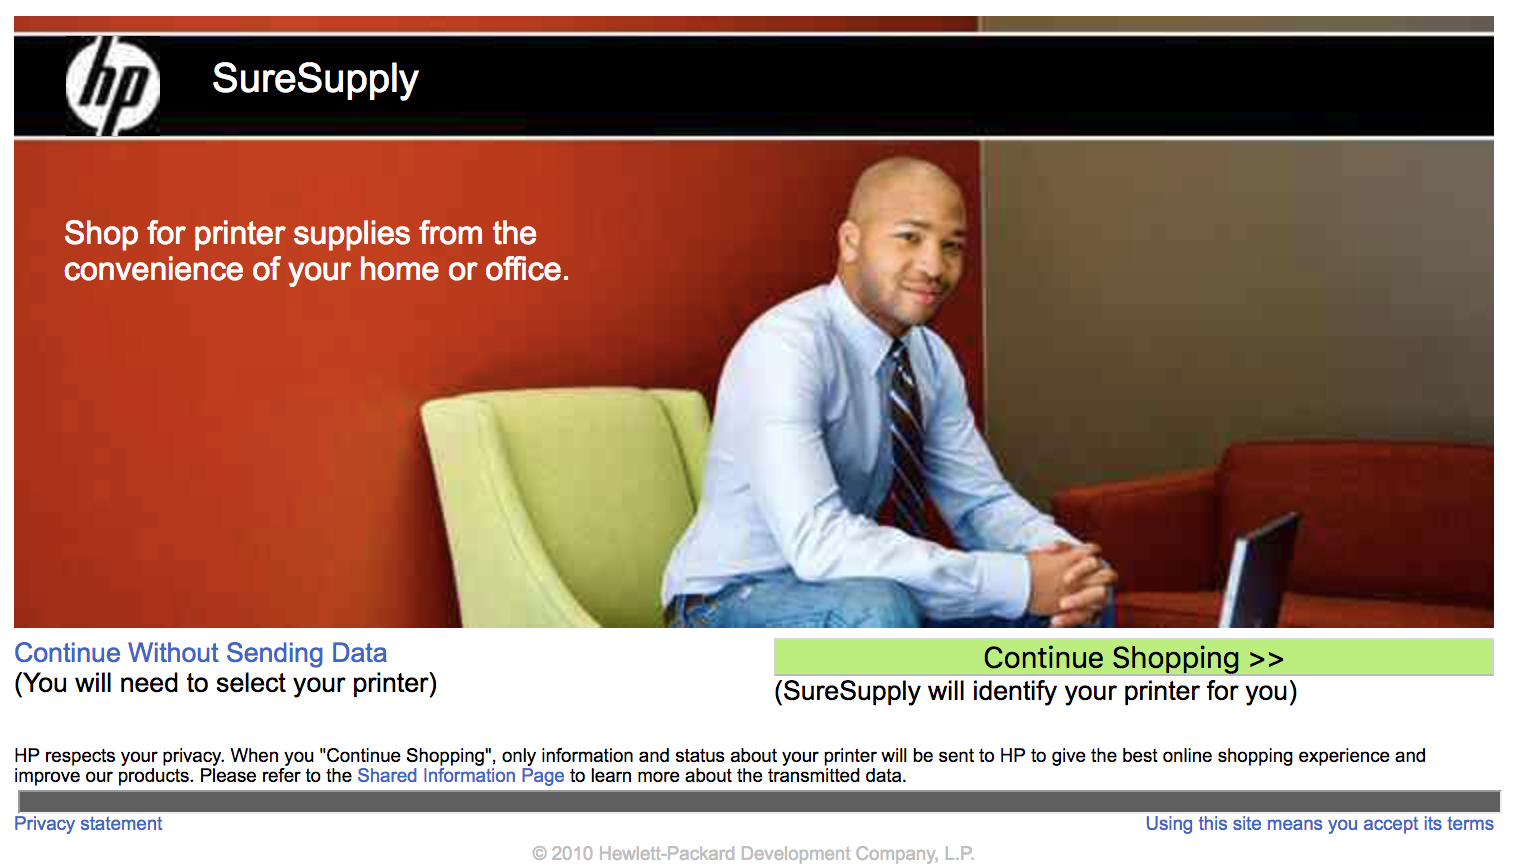 hp
SureSupply
Shop for printer supplies from the
convenience of your home or office.
Continue Without Sending Data
(You will need to select your printer)
Continue Shopping >>
(SureSupply will identify your printer for you)
HP respects your privacy. When you "Continue Shopping", only information and status about your printer will be sent to HP to give the best online shopping experience and
improve our products. Please refer to the Shared Information Page to learn more about the transmitted data.
Privacy statement
Using this site means you accept its terms
© 2010 Hewlett-Packard Development Company, L.P.